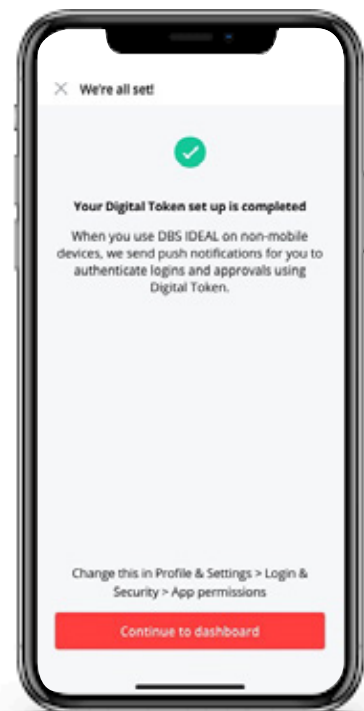 We're all set!
Your Digital Token set up is completed
When you use DBS IDEAL on non-mobile
devices, we send push notifications for you to
authenticate logins and approvals using
Digital Token.
Change this in Profile & Settings > Login &
Security > App permissions
Continue to dashboard